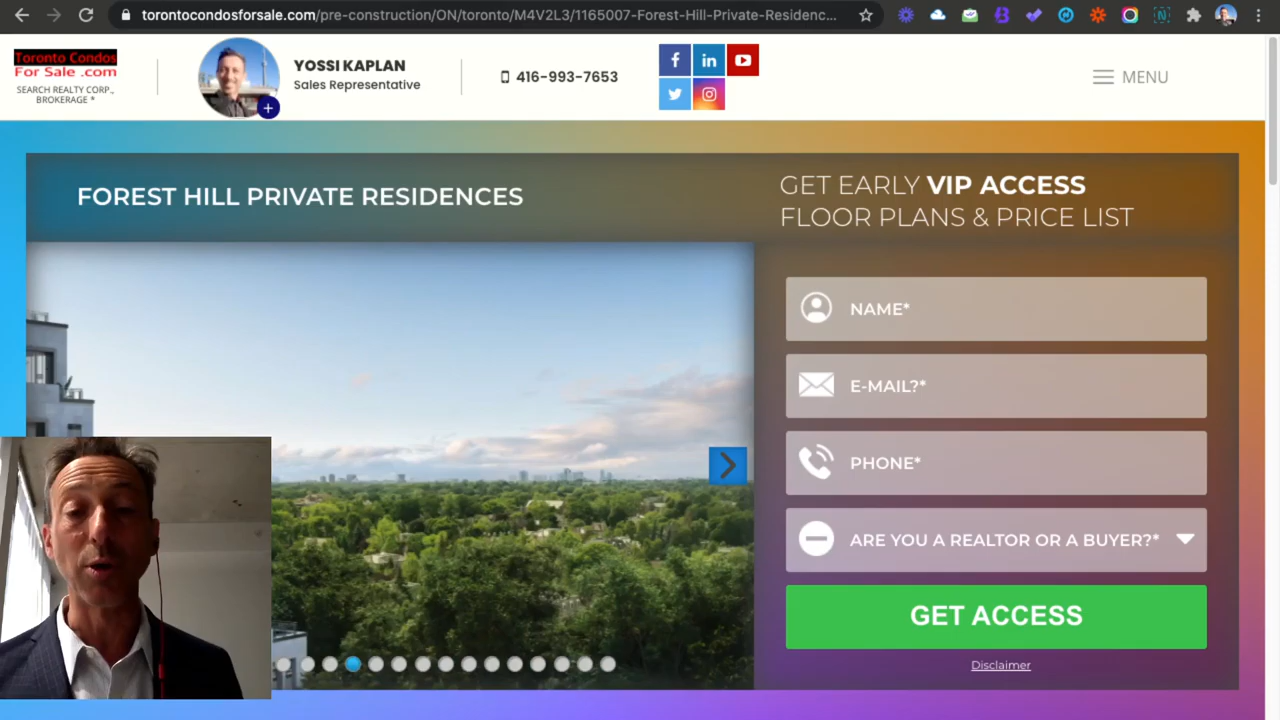 torontocondosforsale.com/pre-construction/ON/toronto/M4V2L3/1165007-Forest-Hill-Private-Residenc...
Toronto Condos
For Sale .com
SEARCH REALTY CORP.,
BROKERAGE *
YOSSI KAPLAN
Sales Representative
416-993-7653
MENU
FOREST HILL PRIVATE RESIDENCES
GET EARLY VIP ACCESS
FLOOR PLANS & PRICE LIST
NAME*
E-MAIL?*
PHONE*
ARE YOU A REALTOR OR A BUYER?*
GET ACCESS
Disclaimer